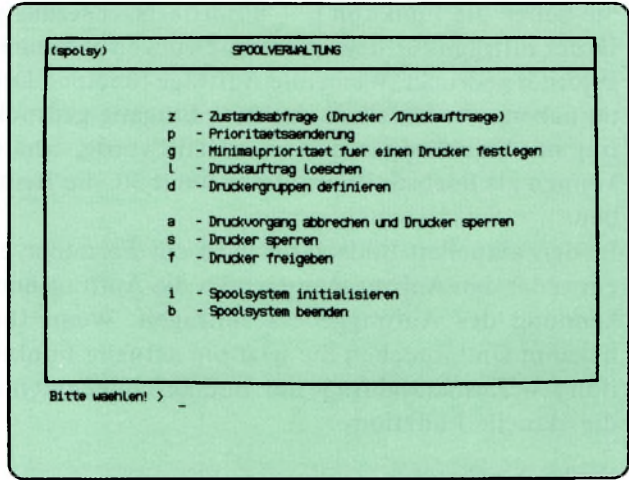 (spoolsy) SPOOLVERWALTUNG
z - Zustandsabfrage (Drucker /Druckauftraege)
p - Prioritaetsaenderung
g - Minimalprioritaet fuer einen Drucker festlegen
l - Druckauftrag loeschen
d - Druckergruppen definieren
a - Druckvorgang abbrechen und Drucker sperren
s - Drucker sperren
f - Drucker freigeben
i - Spoolsystem initialisieren
b - Spoolsystem beenden
Bitte waehlen! > _